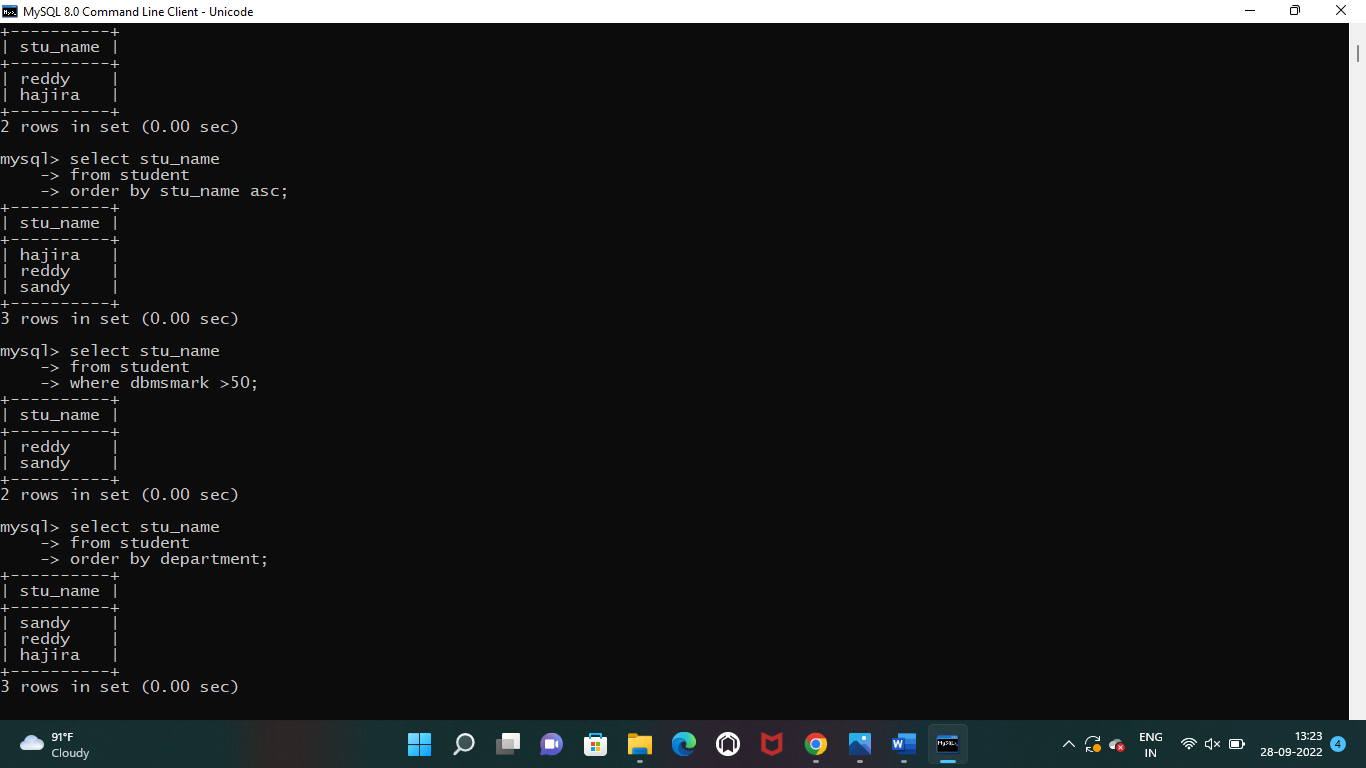 MySQL 8.0 Command Line Client - Unicode
+----------+
| stu_name |
+----------+
| reddy    |
| hajira   |
+----------+
2 rows in set (0.00 sec)
mysql> select stu_name
    -> from student
    -> order by stu_name asc;
+----------+
| stu_name |
+----------+
| hajira   |
| reddy    |
| sandy    |
+----------+
3 rows in set (0.00 sec)
mysql> select stu_name
    -> from student
    -> where dbmsmark >50;
+----------+
| stu_name |
+----------+
| reddy    |
| sandy    |
+----------+
2 rows in set (0.00 sec)
mysql> select stu_name
    -> from student
    -> order by department;
+----------+
| stu_name |
+----------+
| sandy    |
| reddy    |
| hajira   |
+----------+
3 rows in set (0.00 sec)
91°F
Cloudy
ENG
IN
13:23
28-09-2022
4